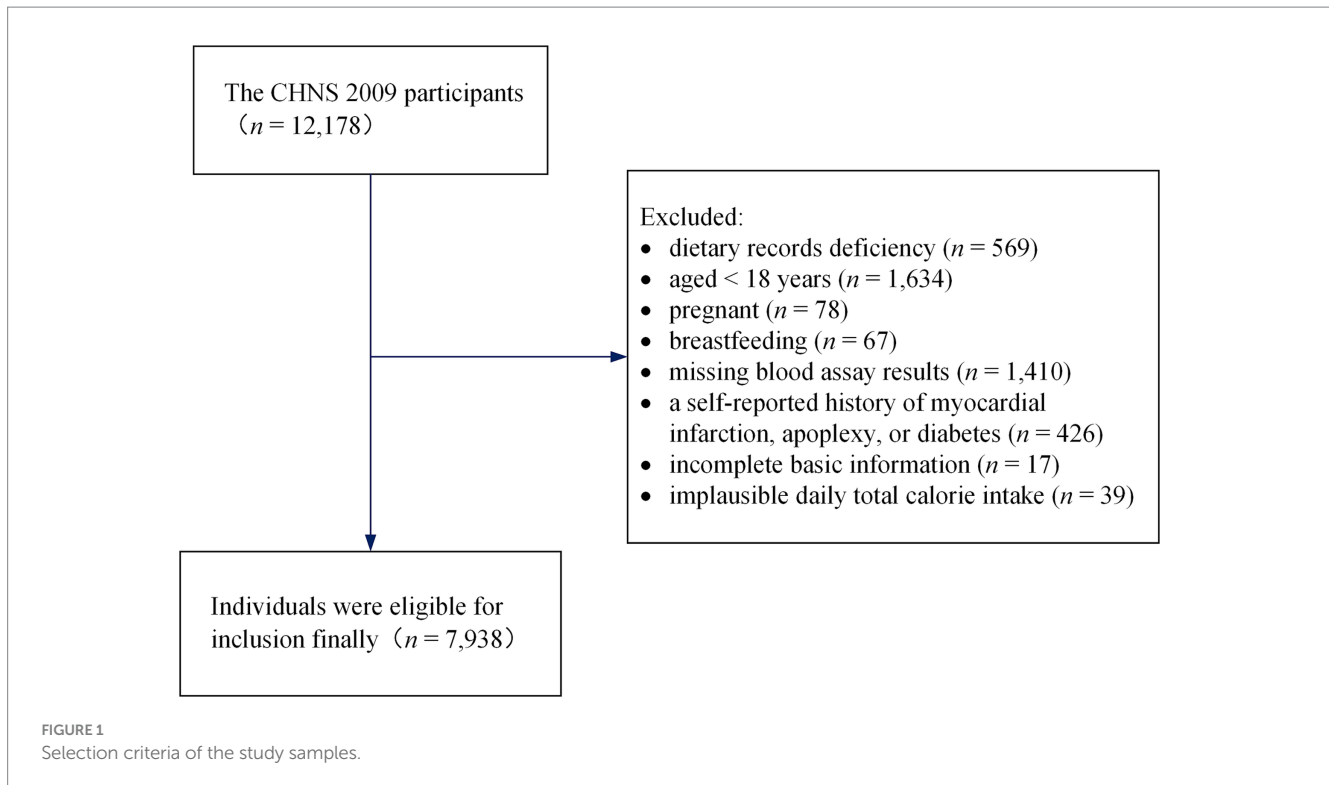 The CHNS 2009 participants
（n = 12,178）
Excluded:
• dietary records deficiency (n = 569)
• aged < 18 years (n = 1,634)
• pregnant (n = 78)
• breastfeeding (n = 67)
• missing blood assay results (n = 1,410)
• a self-reported history of myocardial
infarction, apoplexy, or diabetes (n = 426)
• incomplete basic information (n = 17)
• implausible daily total calorie intake (n = 39)
Individuals were eligible for
inclusion finally（n = 7,938）
FIGURE 1
Selection criteria of the study samples.